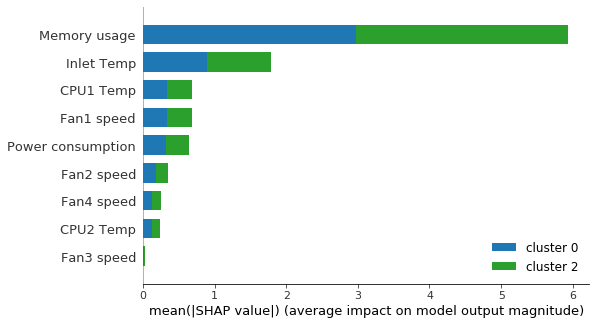 Memory usage
Inlet Temp
CPU1 Temp
Fan1 speed
Power consumption
Fan2 speed
Fan4 speed
CPU2 Temp
Fan3 speed
cluster 0
cluster 2
0 1 2 3 4 5 6
mean(|SHAP value|) (average impact on model output magnitude)